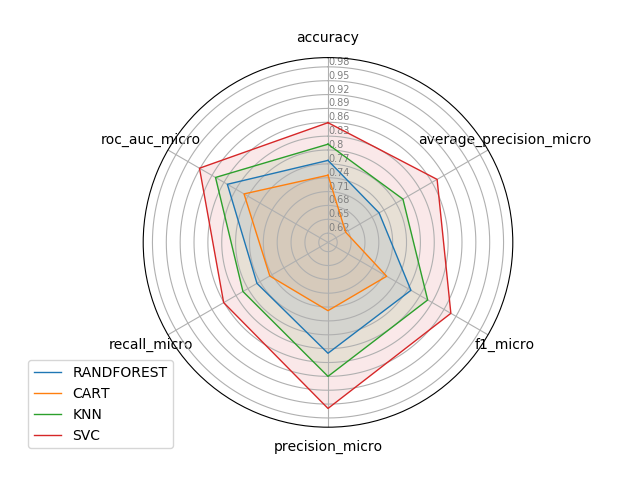 accuracy
0.98
0.95
0.92
0.89
0.86
0.83
0.8
0.77
0.74
0.71
0.68
0.65
0.62
roc_auc_micro
average_precision_micro
recall_micro
f1_micro
precision_micro
RANDFOREST
CART
KNN
SVC